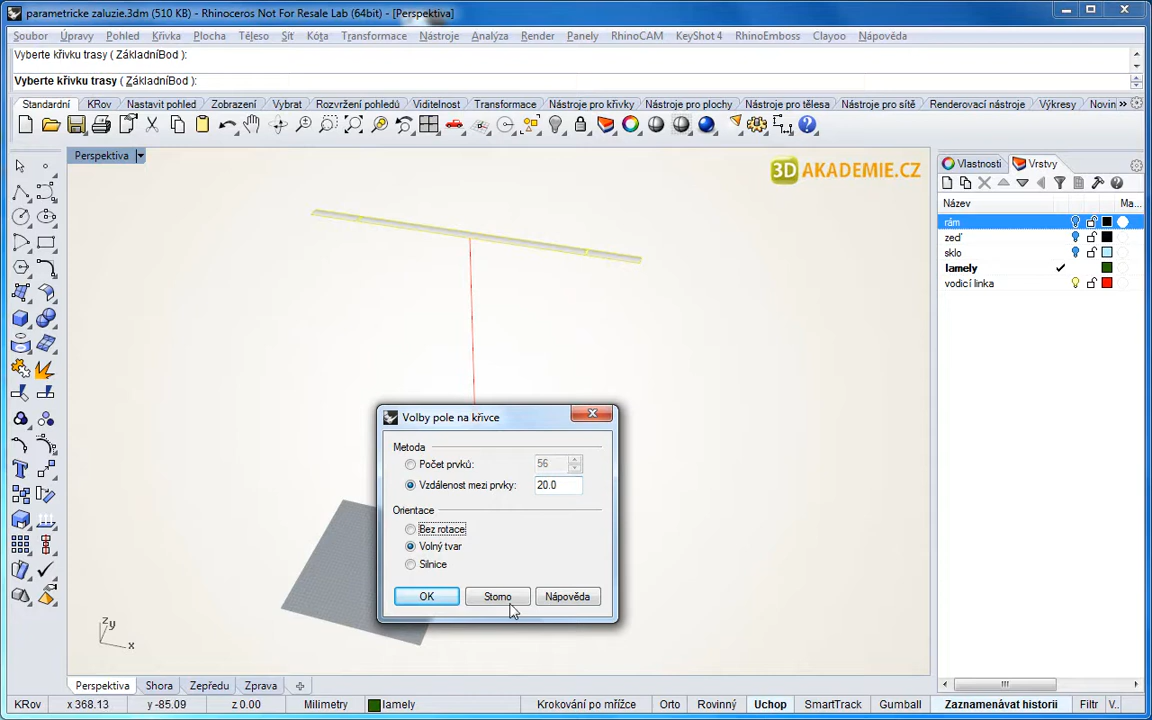 parametricke zaluzie.3dm (510 KB) - Rhinoceros Not For Resale Lab (64bit) - [Perspektiva]
Soubor Úpravy Pohled Křivka Plocha Těleso Síť Kóta Transformace Nástroje Analýza Render Panely RhinoCAM KeyShot 4 RhinoEmboss Clayoo Nápověda
Vyberte křivku trasy ( ZákladníBod ):
Vyberte křivku trasy ( ZákladníBod ):
Standardní KRov Nastavit pohled Zobrazení Vybrat Rozvržení pohledů Viditelnost Transformace Nástroje pro křivky Nástroje pro plochy Nástroje pro tělesa Nástroje pro sítě Renderovací nástroje Výkresy Novin »
Perspektiva
3D AKADEMIE.CZ
Vlastnosti Vrstvy
Název Ma...
rám
zeď
sklo
lamely
vodicí linka
Volby pole na křivce
Metoda
Počet prvků: 56
Vzdálenost mezi prvky: 20.0
Orientace
Bez rotace
Volný tvar
Silnice
OK Storno Nápověda
z y x
Perspektiva Shora Zepředu Zprava
KRov x 368.13 y -85.09 z 0.00 Milimetry lamely Krokování po mřížce Orto Rovinný Uchop SmartTrack Gumball Zaznamenávat historii Filtr V..